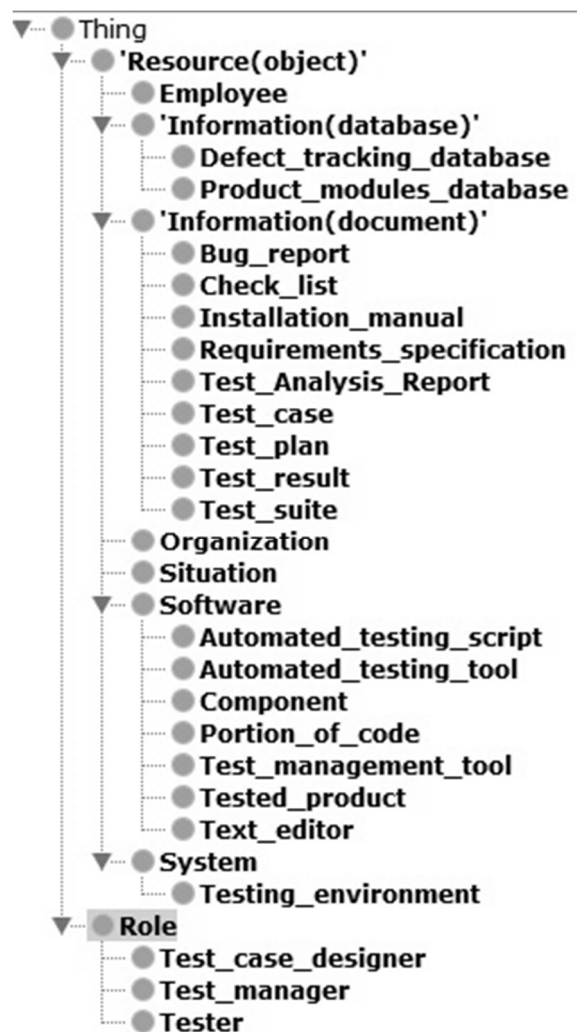 Thing
'Resource(object)'
Employee
'Information(database)'
Defect_tracking_database
Product_modules_database
'Information(document)'
Bug_report
Check_list
Installation_manual
Requirements_specification
Test_Analysis_Report
Test_case
Test_plan
Test_result
Test_suite
Organization
Situation
Software
Automated_testing_script
Automated_testing_tool
Component
Portion_of_code
Test_management_tool
Tested_product
Text_editor
System
Testing_environment
Role
Test_case_designer
Test_manager
Tester